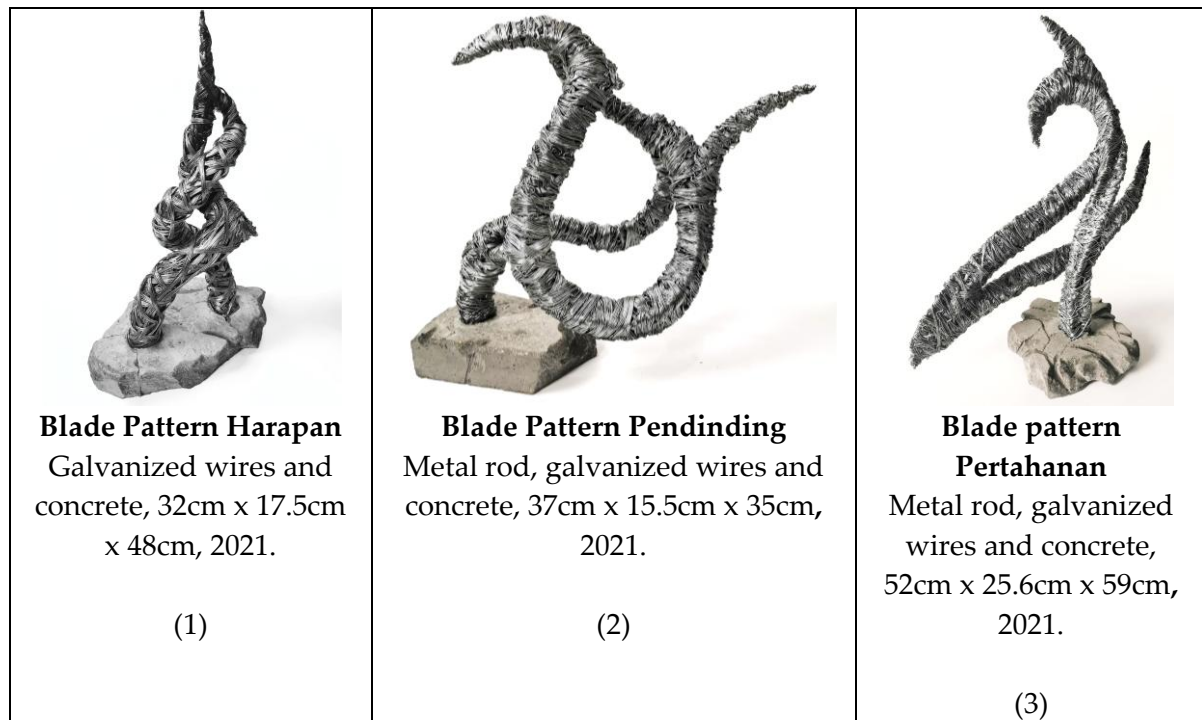 Blade Pattern Harapan
Galvanized wires and
concrete, 32cm x 17.5cm
x 48cm, 2021.
(1)
Blade Pattern Pendinding
Metal rod, galvanized wires and
concrete, 37cm x 15.5cm x 35cm,
2021.
(2)
Blade pattern
Pertahanan
Metal rod, galvanized
wires and concrete,
52cm x 25.6cm x 59cm,
2021.
(3)